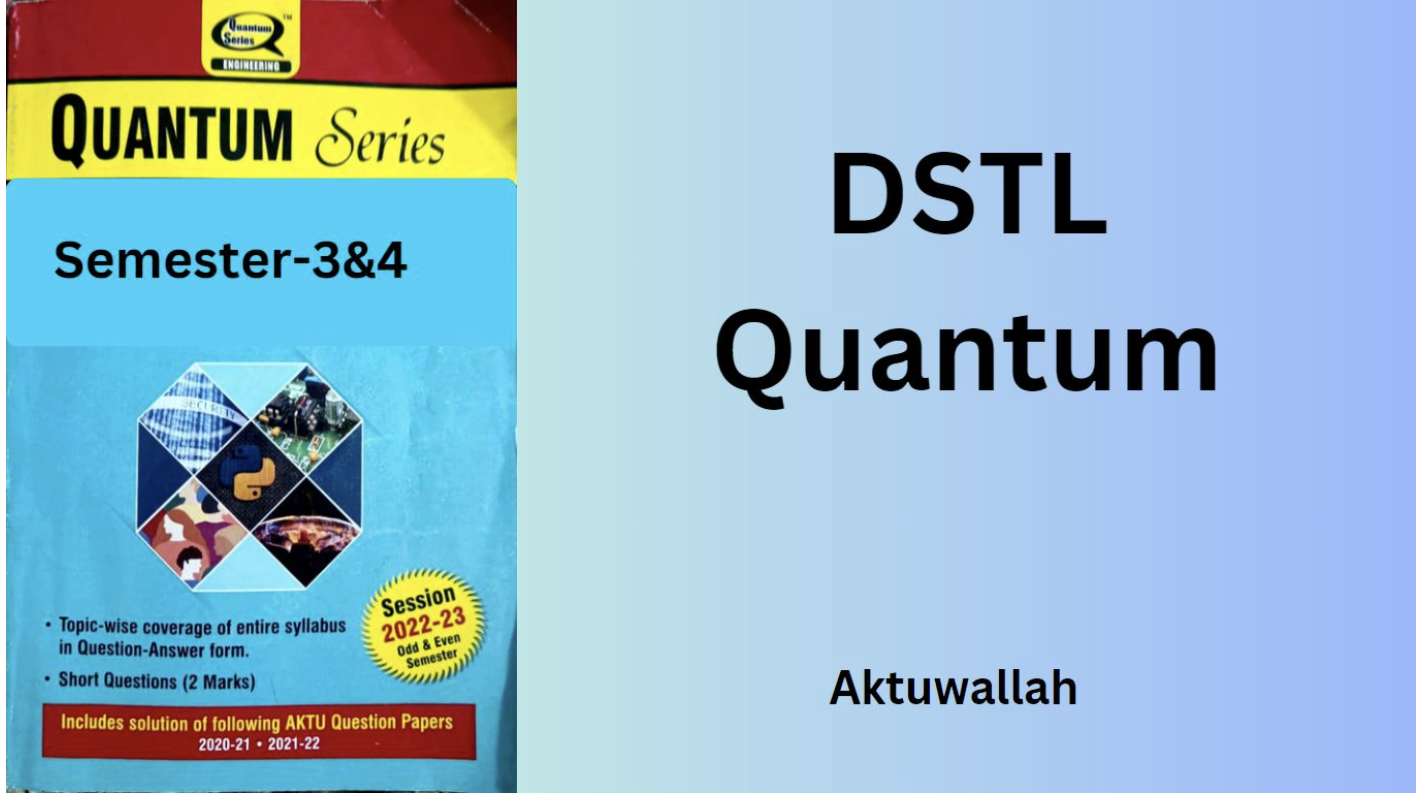 Quantum
Series
TM
ENGINEERING
QUANTUM Series
Semester-3&4
SECURITY
Session
2022-23
Odd & Even
Semester
• Topic-wise coverage of entire syllabus
in Question-Answer form.
• Short Questions (2 Marks)
Includes solution of following AKTU Question Papers
2020-21 • 2021-22
DSTL
Quantum
Aktuwallah